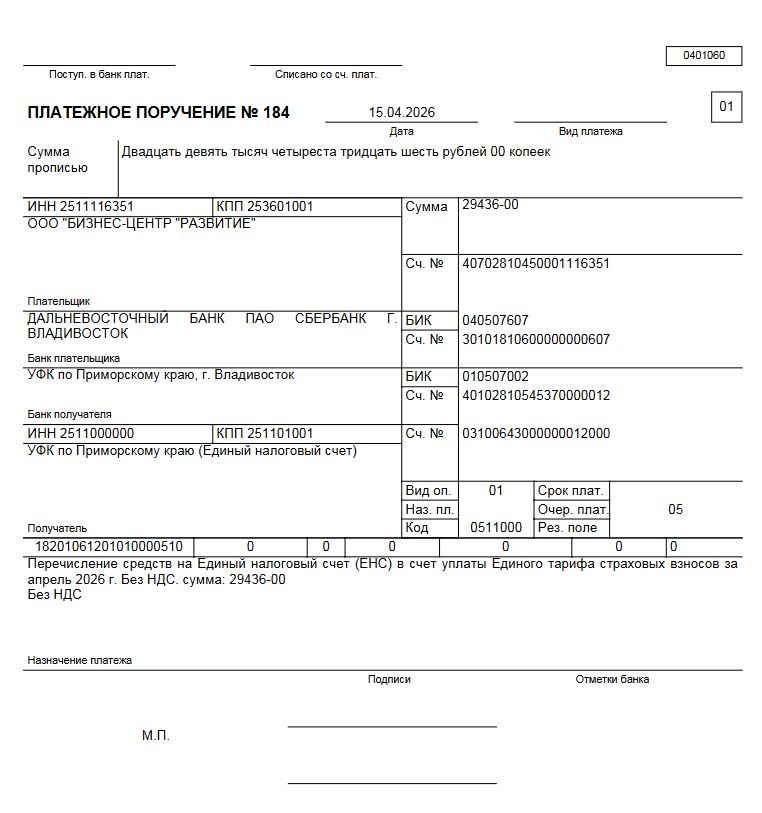 0401060
Поступ. в банк плат. Списано со сч. плат.
ПЛАТЕЖНОЕ ПОРУЧЕНИЕ № 184 15.04.2026 01
Дата Вид платежа
Сумма прописью Двадцать девять тысяч четыреста тридцать шесть рублей 00 копеек
ИНН 2511116351 КПП 253601001 Сумма 29436-00
ООО "БИЗНЕС-ЦЕНТР "РАЗВИТИЕ"
Сч. № 40702810450001116351
Плательщик
ДАЛЬНЕВОСТОЧНЫЙ БАНК ПАО СБЕРБАНК Г. БИК 040507607
ВЛАДИВОСТОК Сч. № 30101810600000000607
Банк плательщика
УФК по Приморскому краю, г. Владивосток БИК 010507002
Сч. № 40102810545370000012
Банк получателя
ИНН 2511000000 КПП 251101001 Сч. № 03100643000000012000
УФК по Приморскому краю (Единый налоговый счет)
Вид оп. 01 Срок плат.
Наз. пл. Очер. плат. 05
Получатель Код 0511000 Рез. поле
18201061201010000510 0 0 0 0 0 0
Перечисление средств на Единый налоговый счет (ЕНС) в счет уплаты Единого тарифа страховых взносов за
апрель 2026 г. Без НДС. сумма: 29436-00
Без НДС
Назначение платежа
Подписи Отметки банка
М.П.